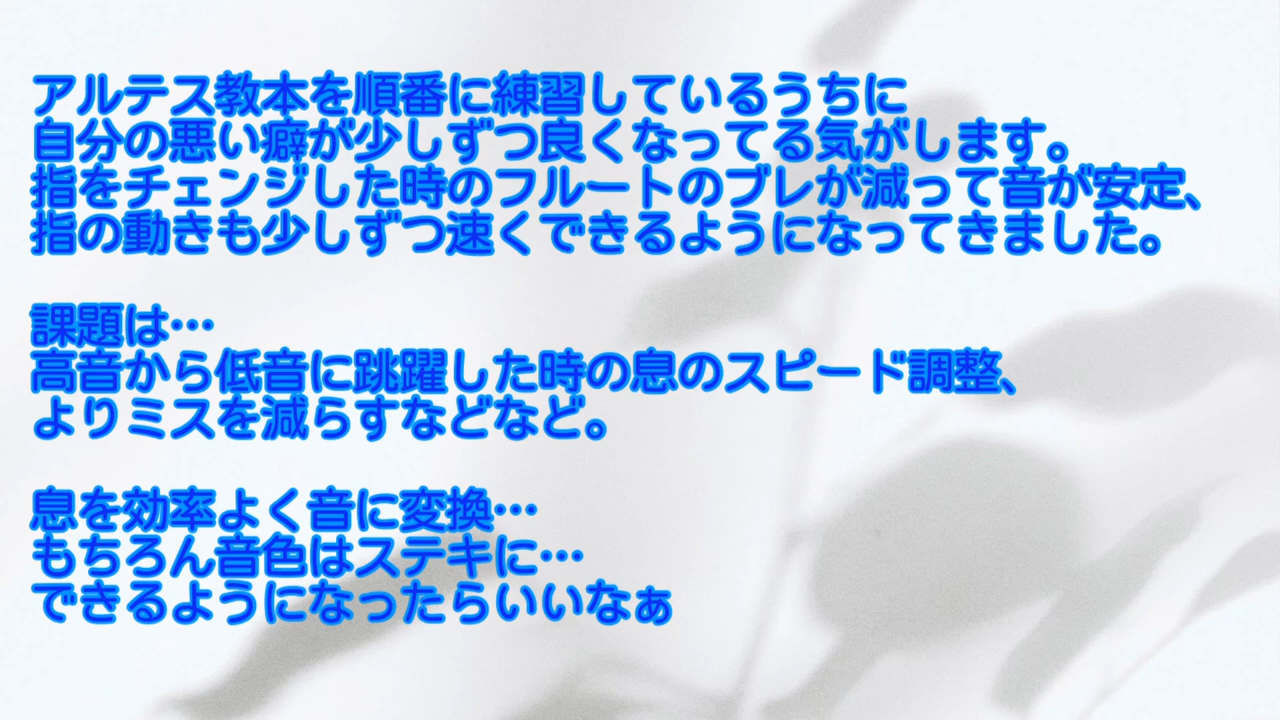 アルテス教本を順番に練習しているうちに
自分の悪い癖が少しずつ良くなってる気がします。
指をチェンジした時のフルートのブレが減って音が安定、
指の動きも少しずつ速くできるようになってきました。
課題は…
高音から低音に跳躍した時の息のスピード調整、
よりミスを減らすなどなど。
息を効率よく音に変換…
もちろん音色はステキに…
できるようになったらいいなぁ